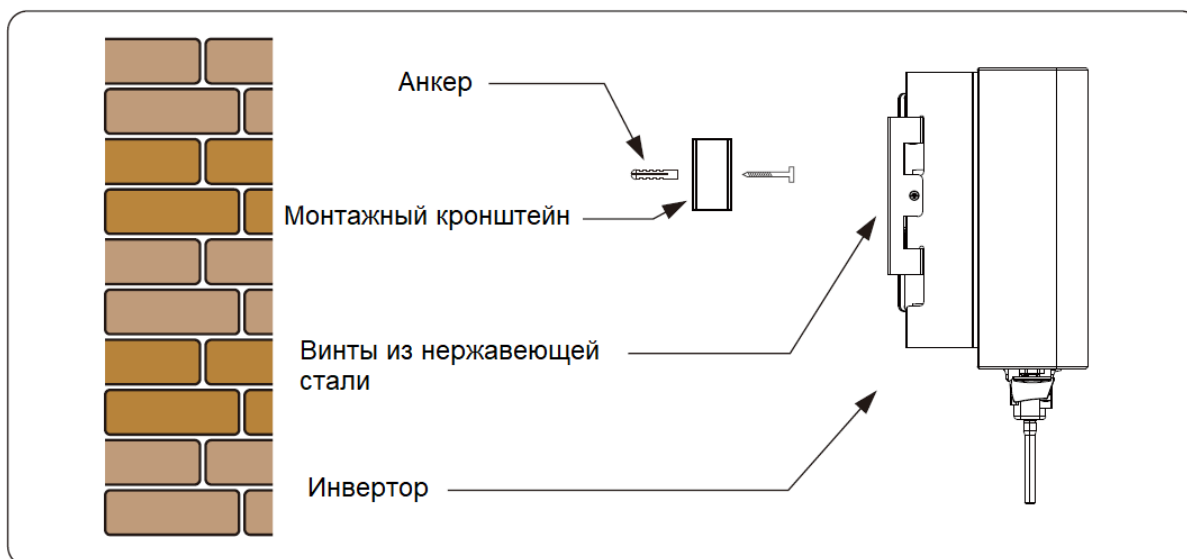 Анкер
Монтажный кронштейн
Винты из нержавеющей
стали
Инвертор